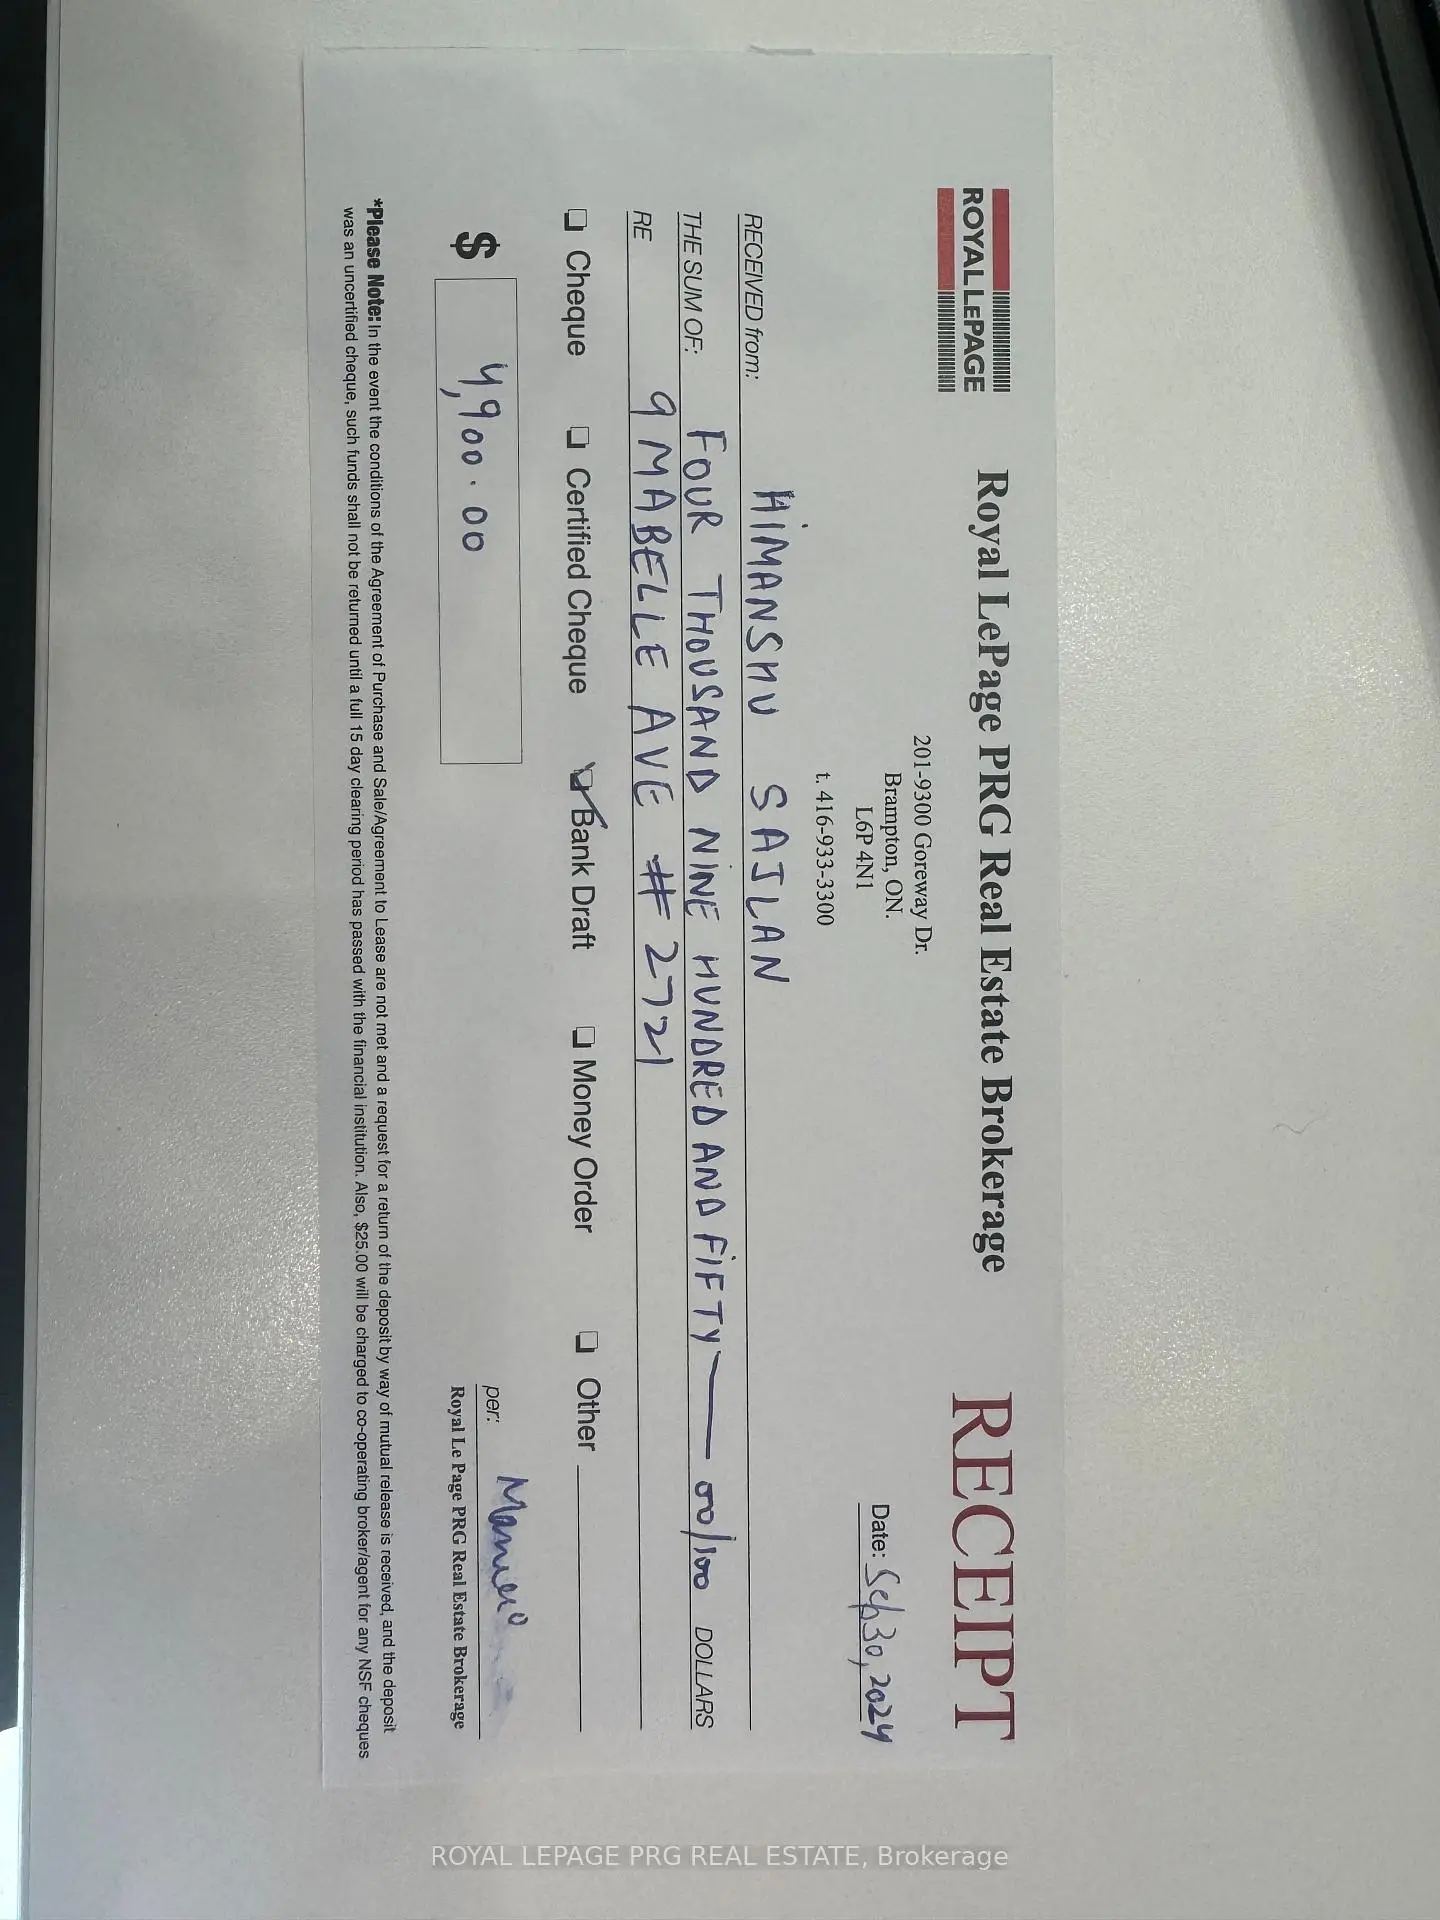 ROYAL LEPAGE
Royal LePage PRG Real Estate Brokerage
RECEIPT
201-9300 Goreway Dr.
Brampton, ON.
L6P 4N1
t. 416-933-3300
Date: Sep 30, 2024
RECEIVED from: HIMANSHU SAJLAN
THE SUM OF: FOUR THOUSAND NINE HUNDRED AND FIFTY — 00/100 DOLLARS
RE 9 MABELLE AVE # 2721
❑ Cheque ❑ Certified Cheque ❑ Bank Draft ❑ Money Order ❑ Other
$ 4,900.00
per:
Royal Le Page PRG Real Estate Brokerage
*Please Note: In the event the conditions of the Agreement of Purchase and Sale/Agreement to Lease are not met and a request for a return of the deposit by way of mutual release is received, and the deposit
was an uncertified cheque, such funds shall not be returned until a full 15 day clearing period has passed with the financial institution. Also, $25.00 will be charged to co-operating broker/agent for any NSF cheques
ROYAL LEPAGE PRG REAL ESTATE, Brokerage